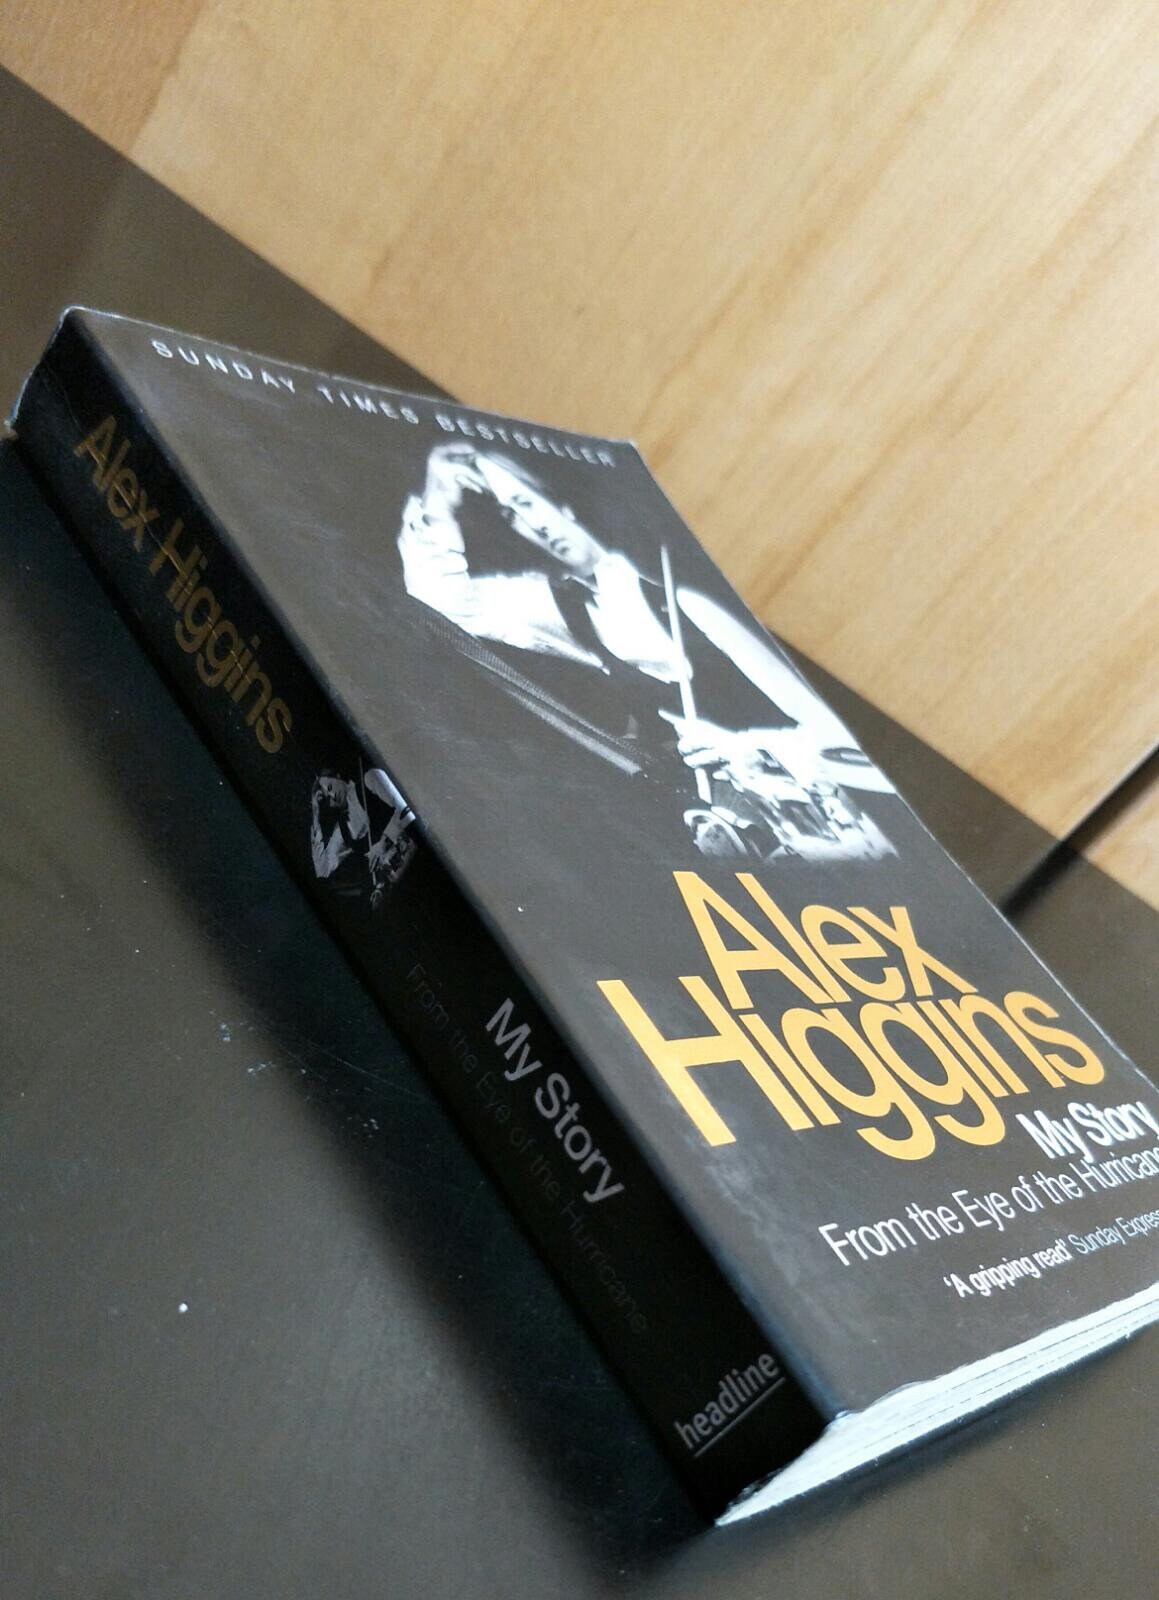 SUNDAY TIMES BESTSELLER
Alex
Higgins
My Story
From the Eye of the Hurricane
'A gripping read' Sunday Express
Alex Higgins
My Story
From the Eye of the Hurricane
headline